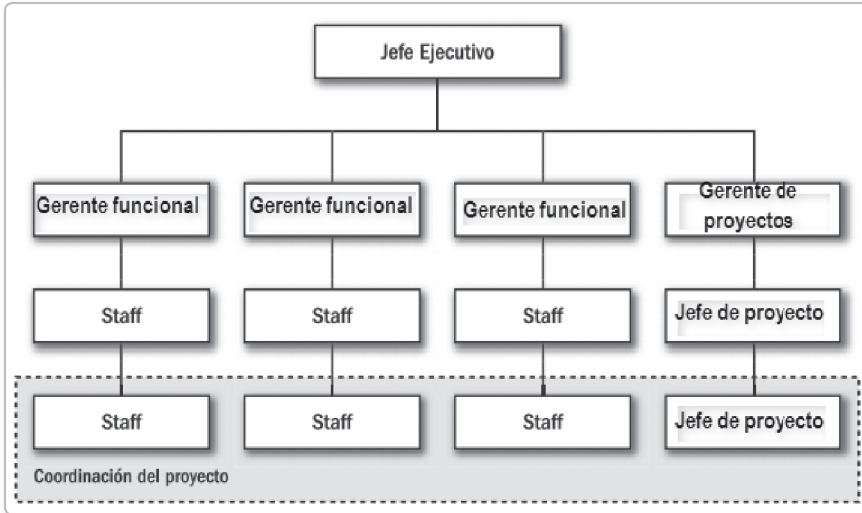 Jefe Ejecutivo
Gerente funcional
Gerente funcional
Gerente funcional
Gerente de
proyectos
Staff
Staff
Staff
Jefe de proyecto
Staff
Staff
Staff
Jefe de proyecto
Coordinación del proyecto